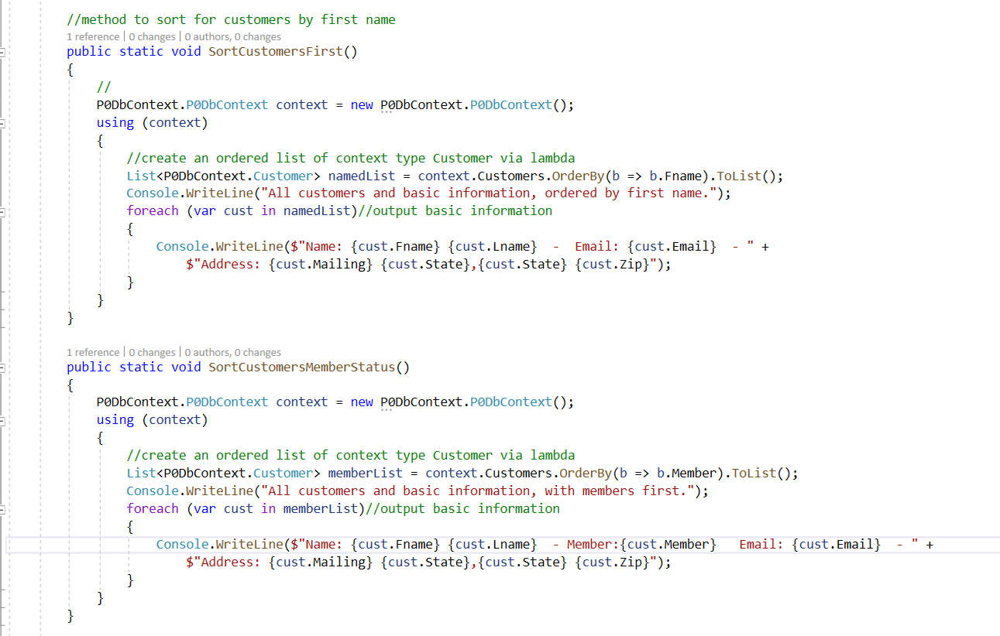 //method to sort for customers by first name
1 reference | 0 changes | 0 authors, 0 changes
public static void SortCustomersFirst()
{
//
P0DbContext.P0DbContext context = new P0DbContext.P0DbContext();
using (context)
{
//create an ordered list of context type Customer via lambda
List<P0DbContext.Customer> namedList = context.Customers.OrderBy(b => b.Fname).ToList();
Console.WriteLine("All customers and basic information, ordered by first name.");
foreach (var cust in namedList)//output basic information
{
Console.WriteLine($"Name: {cust.Fname} {cust.Lname}  -  Email: {cust.Email}  - " +
$"Address: {cust.Mailing} {cust.State},{cust.State} {cust.Zip}");
}
}
}
1 reference | 0 changes | 0 authors, 0 changes
public static void SortCustomersMemberStatus()
{
P0DbContext.P0DbContext context = new P0DbContext.P0DbContext();
using (context)
{
//create an ordered list of context type Customer via lambda
List<P0DbContext.Customer> memberList = context.Customers.OrderBy(b => b.Member).ToList();
Console.WriteLine("All customers and basic information, with members first.");
foreach (var cust in memberList)//output basic information
{
Console.WriteLine($"Name: {cust.Fname} {cust.Lname}  - Member:{cust.Member}   Email: {cust.Email}  - " +
$"Address: {cust.Mailing} {cust.State},{cust.State} {cust.Zip}");
}
}
}